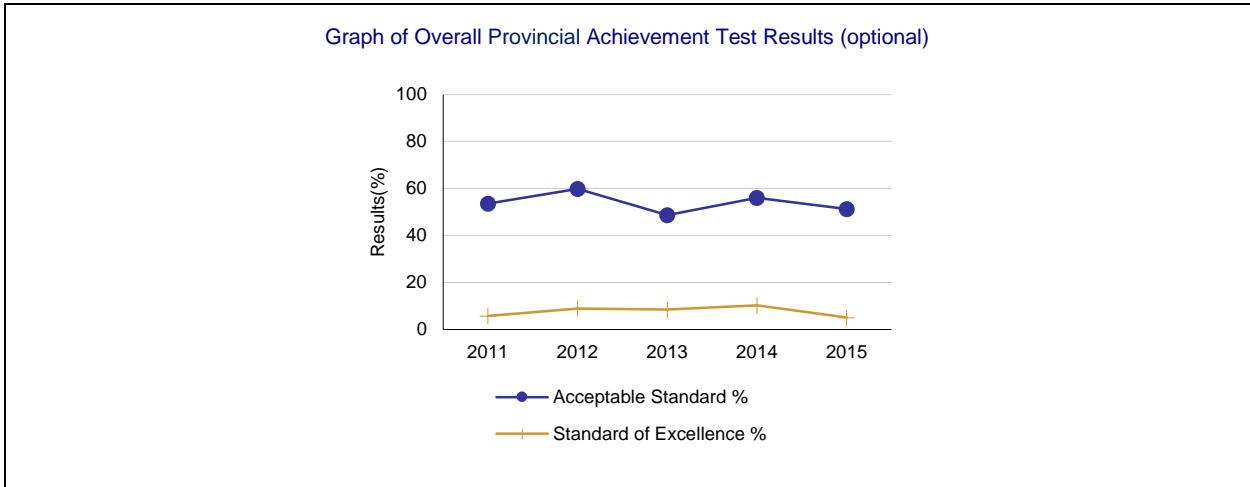 Graph of Overall Provincial Achievement Test Results (optional)
100
80
60
40
20
0
Results(%)
2011 2012 2013 2014 2015
Acceptable Standard %
Standard of Excellence %